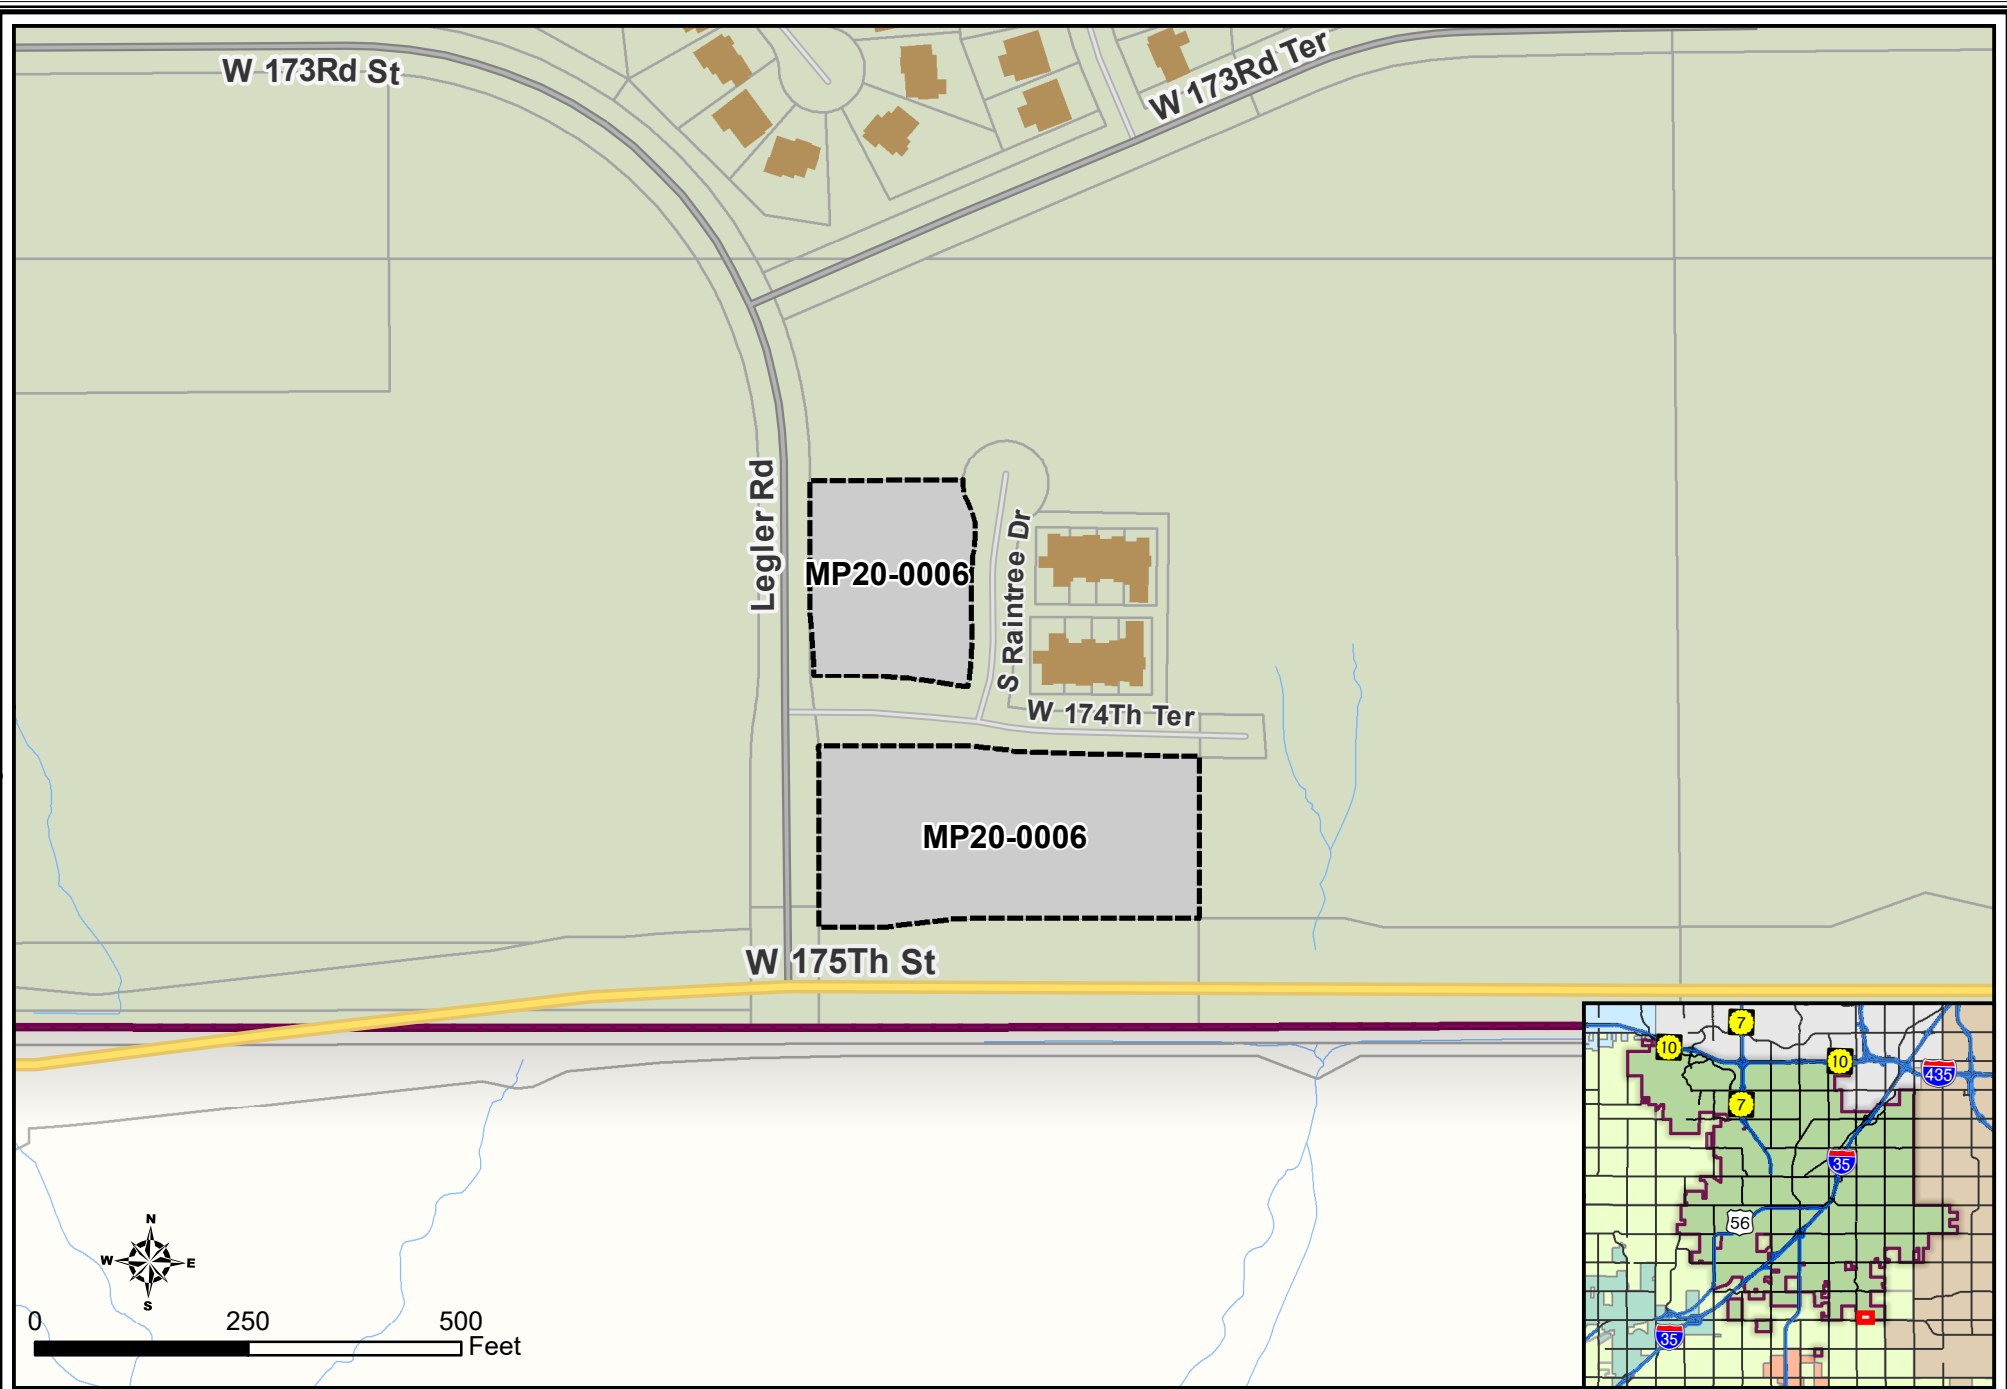 W 173Rd St
W 173Rd Ter
Legler Rd
MP20-0006
S Raintree Dr
W 174Th Ter
MP20-0006
W 175Th St
7
10
10
435
7
35
56
35
N
W E
S
0 250 500
Feet